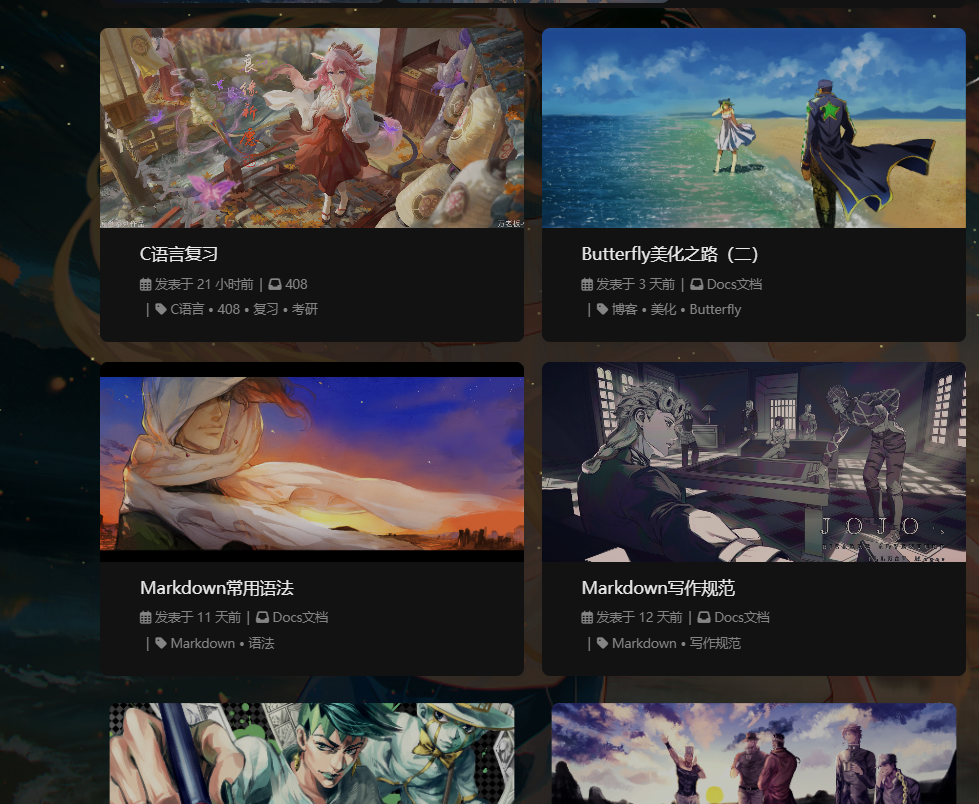 C语言复习
发表于 21 小时前 | 408
| C语言 • 408 • 复习 • 考研
Butterfly美化之路（二）
发表于 3 天前 | Docs文档
| 博客 • 美化 • Butterfly
Markdown常用语法
发表于 11 天前 | Docs文档
| Markdown • 语法
JOJO
Markdown写作规范
发表于 12 天前 | Docs文档
| Markdown • 写作规范